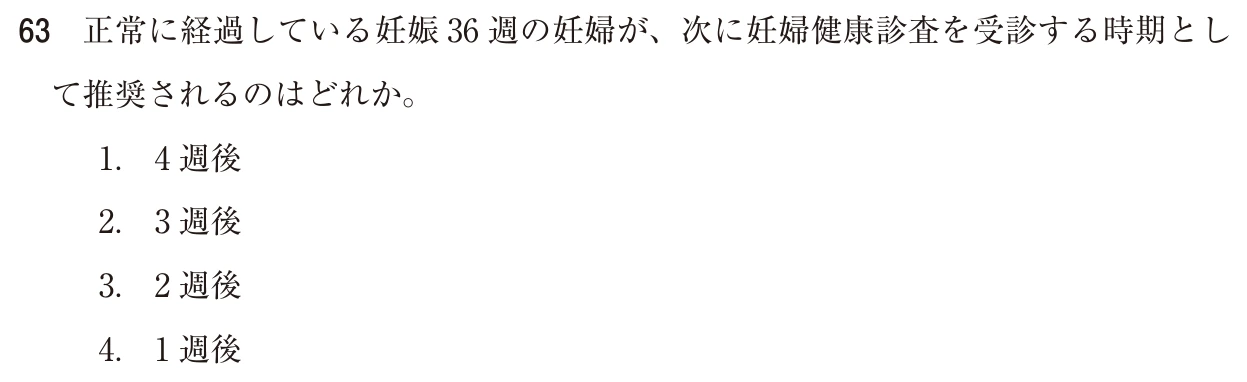 63　正常に経過している妊娠 36 週の妊婦が、次に妊婦健康診査を受診する時期とし
て推奨されるのはどれか。
1.　4 週後
2.　3 週後
3.　2 週後
4.　1 週後